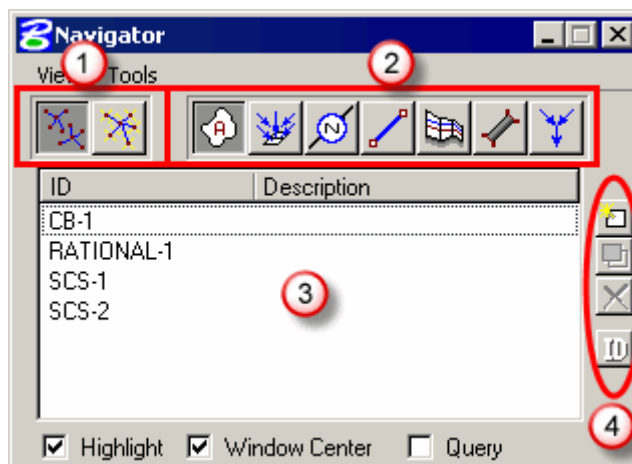 Navigator
1
2
View Tools
A
N
ID Description
CB-1
RATIONAL-1
SCS-1
SCS-2
3
ID
4
Highlight Window Center Query